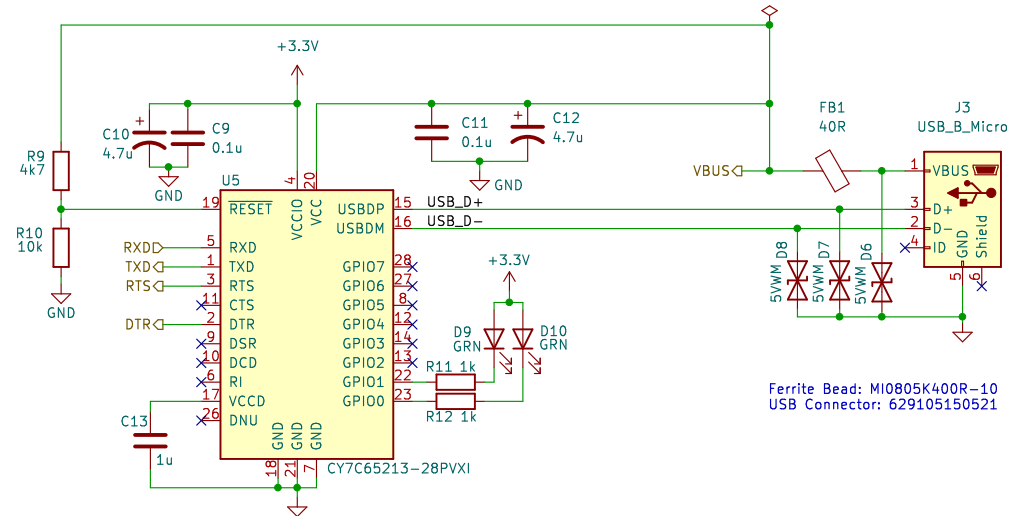 +3.3V
C10
4.7u
+
C9
0.1u
GND
C11
0.1u
+
C12
4.7u
GND
FB1
40R
J3
USB_B_Micro
VBUS
1
VBUS
3
D+
2
D-
4
ID
GND
Shield
5
6
R9
4k7
R10
10k
GND
U5
4
20
VCCIO
VCC
19
RESET
USBDP
15
USB_D+
USBDM
16
USB_D-
RXD
5
RXD
GPIO7
28
TXD
1
TXD
GPIO6
27
RTS
3
RTS
GPIO5
8
11
CTS
GPIO4
12
DTR
2
DTR
GPIO3
14
9
DSR
GPIO2
13
10
DCD
GPIO1
22
6
RI
GPIO0
23
17
VCCD
26
DNU
GND
GND
GND
18
21
7
CY7C65213-28PVXI
C13
1u
+3.3V
D9
GRN
D10
GRN
R11 1k
R12 1k
5VWM D8
5VWM D7
5VWM D6
Ferrite Bead: MI0805K400R-10
USB Connector: 629105150521